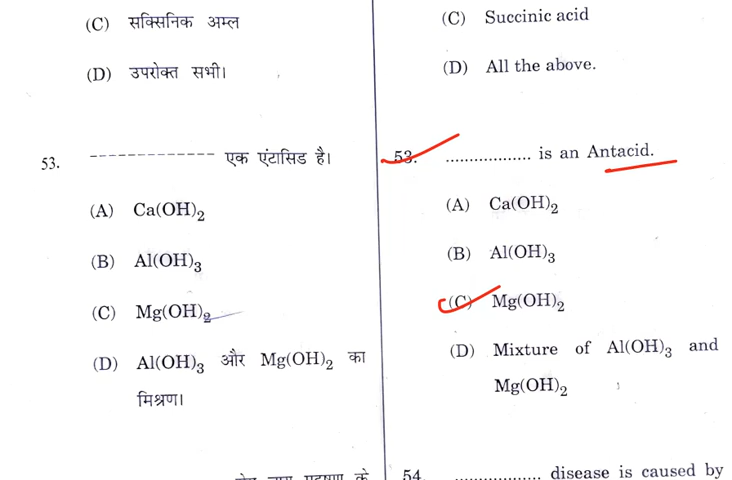 (C) सक्सिनिक अम्ल
(D) उपरोक्त सभी।
53. -------------- एक एंटासिड है।
(A) Ca(OH)2
(B) Al(OH)3
(C) Mg(OH)2
(D) Al(OH)3 और Mg(OH)2 का
मिश्रण।
(C) Succinic acid
(D) All the above.
53. .................. is an Antacid.
(A) Ca(OH)2
(B) Al(OH)3
(C) Mg(OH)2
(D) Mixture of Al(OH)3 and
Mg(OH)2
54. .................. disease is caused by